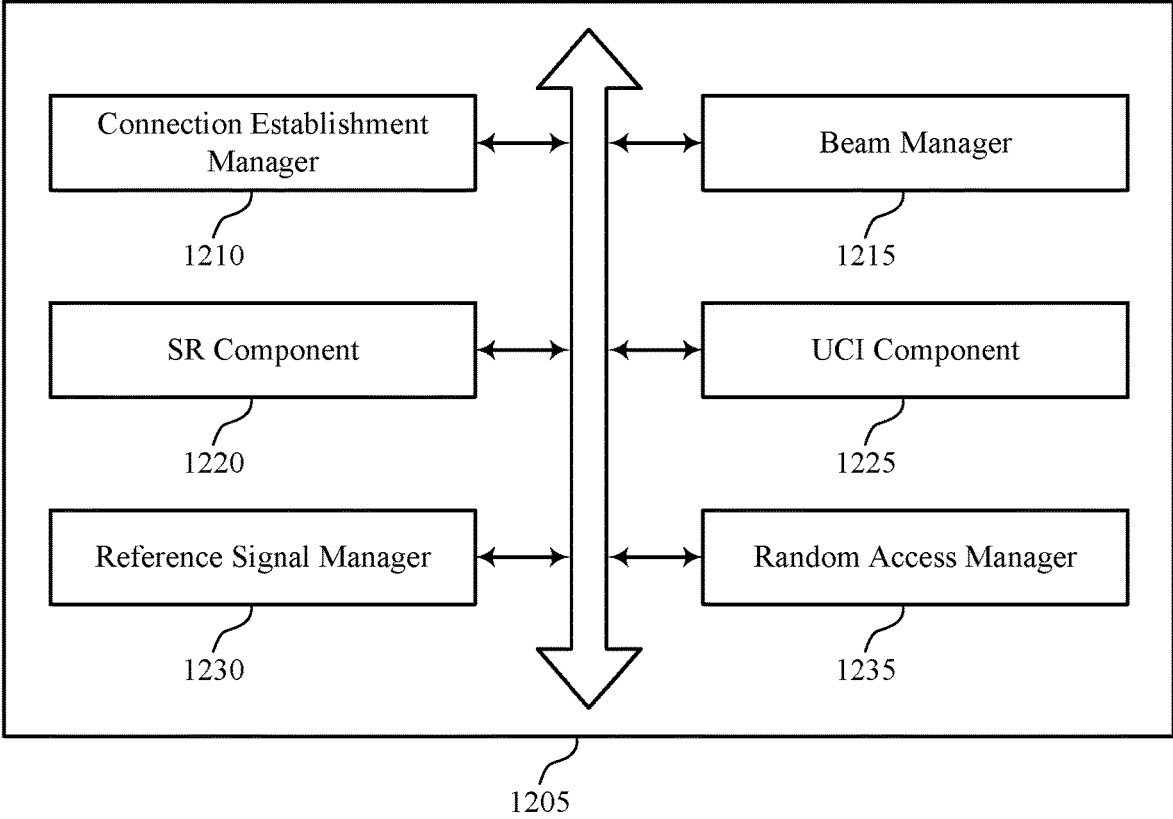 Connection Establishment
Manager
1210
Beam Manager
1215
SR Component
1220
UCI Component
1225
Reference Signal Manager
1230
Random Access Manager
1235
1205